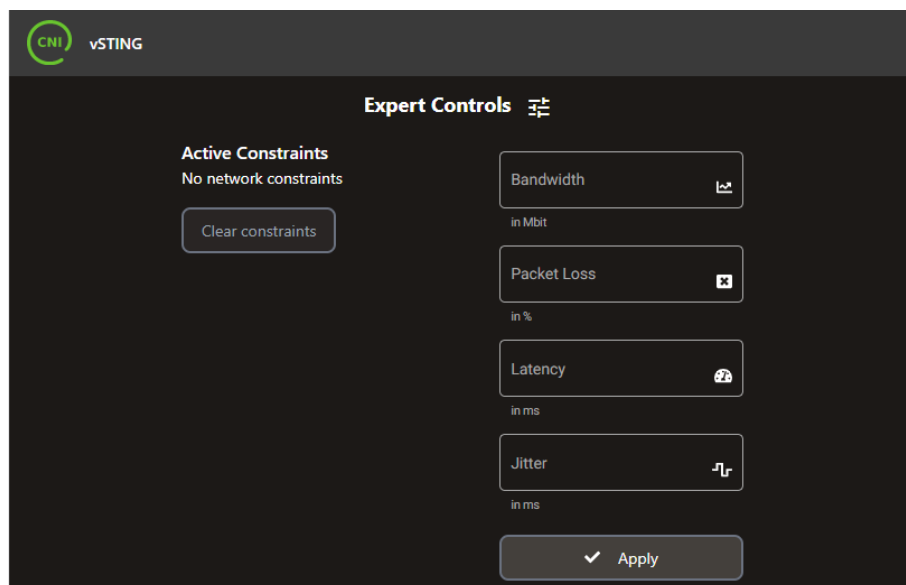 CNI
vSTING
Expert Controls
Active Constraints
No network constraints
Clear constraints
Bandwidth
in Mbit
Packet Loss
in %
Latency
in ms
Jitter
in ms
Apply